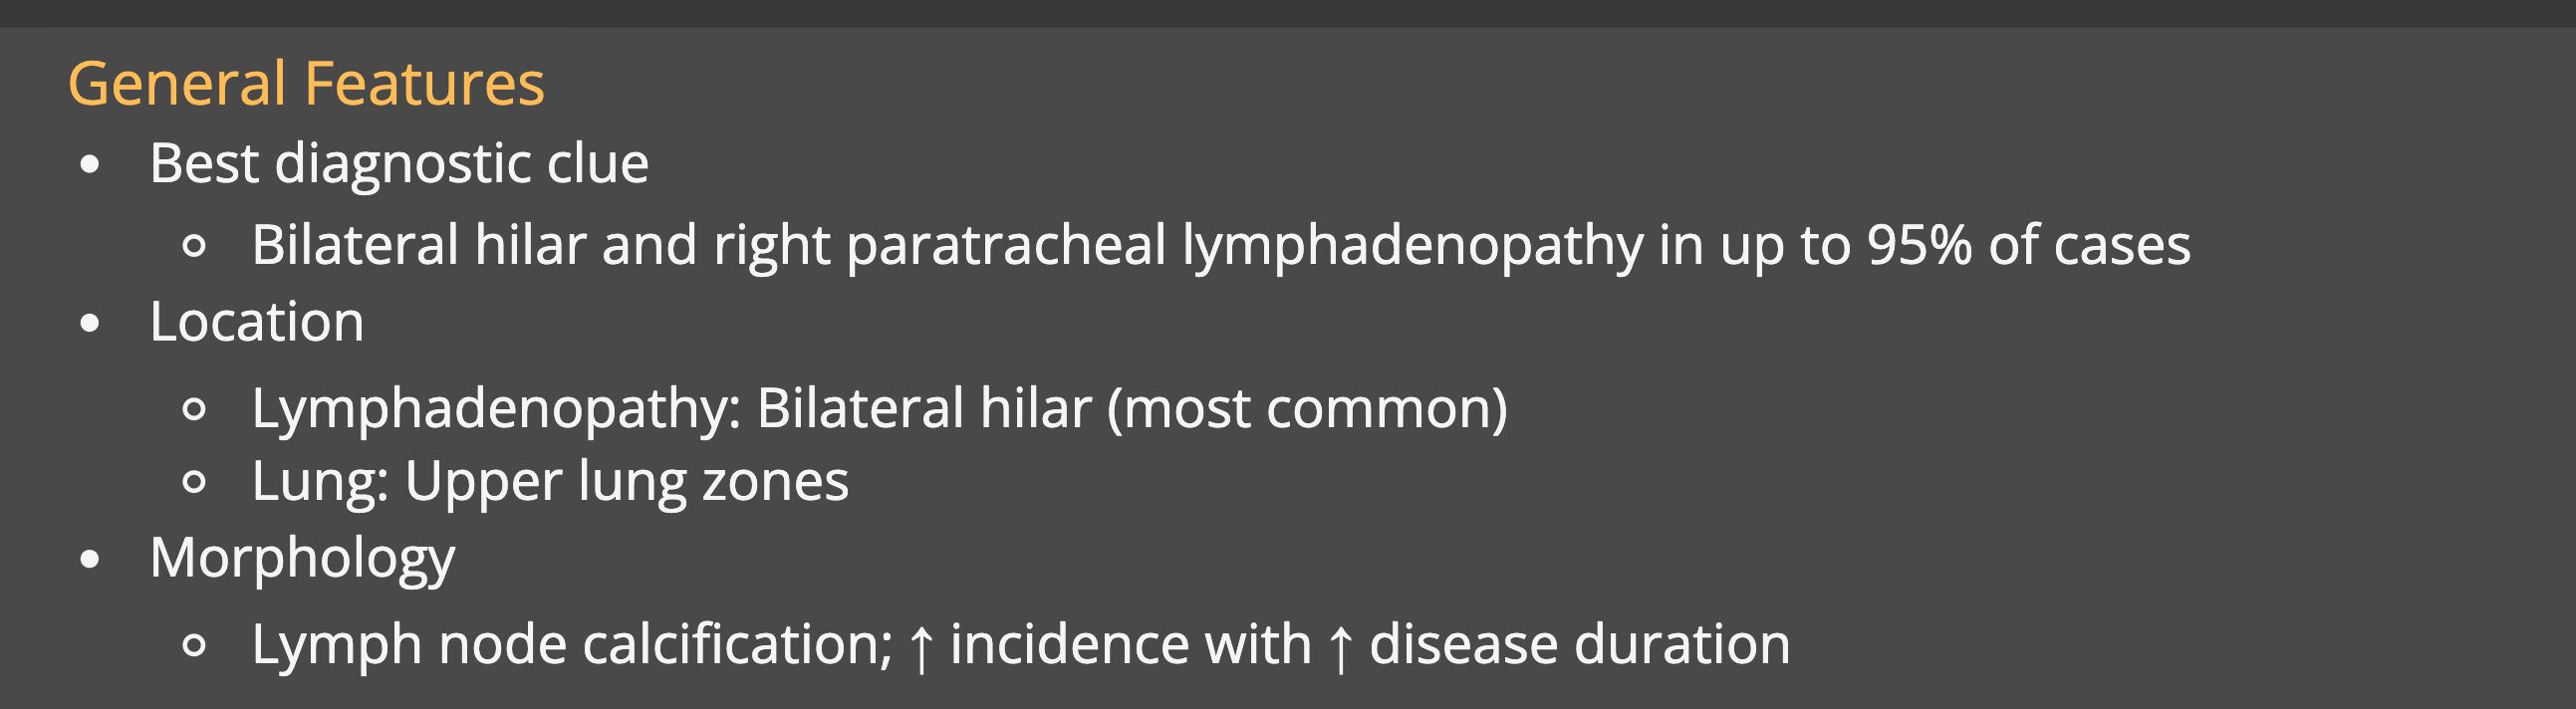 General Features
• Best diagnostic clue
○ Bilateral hilar and right paratracheal lymphadenopathy in up to 95% of cases
• Location
○ Lymphadenopathy: Bilateral hilar (most common)
○ Lung: Upper lung zones
• Morphology
○ Lymph node calcification; ↑ incidence with ↑ disease duration